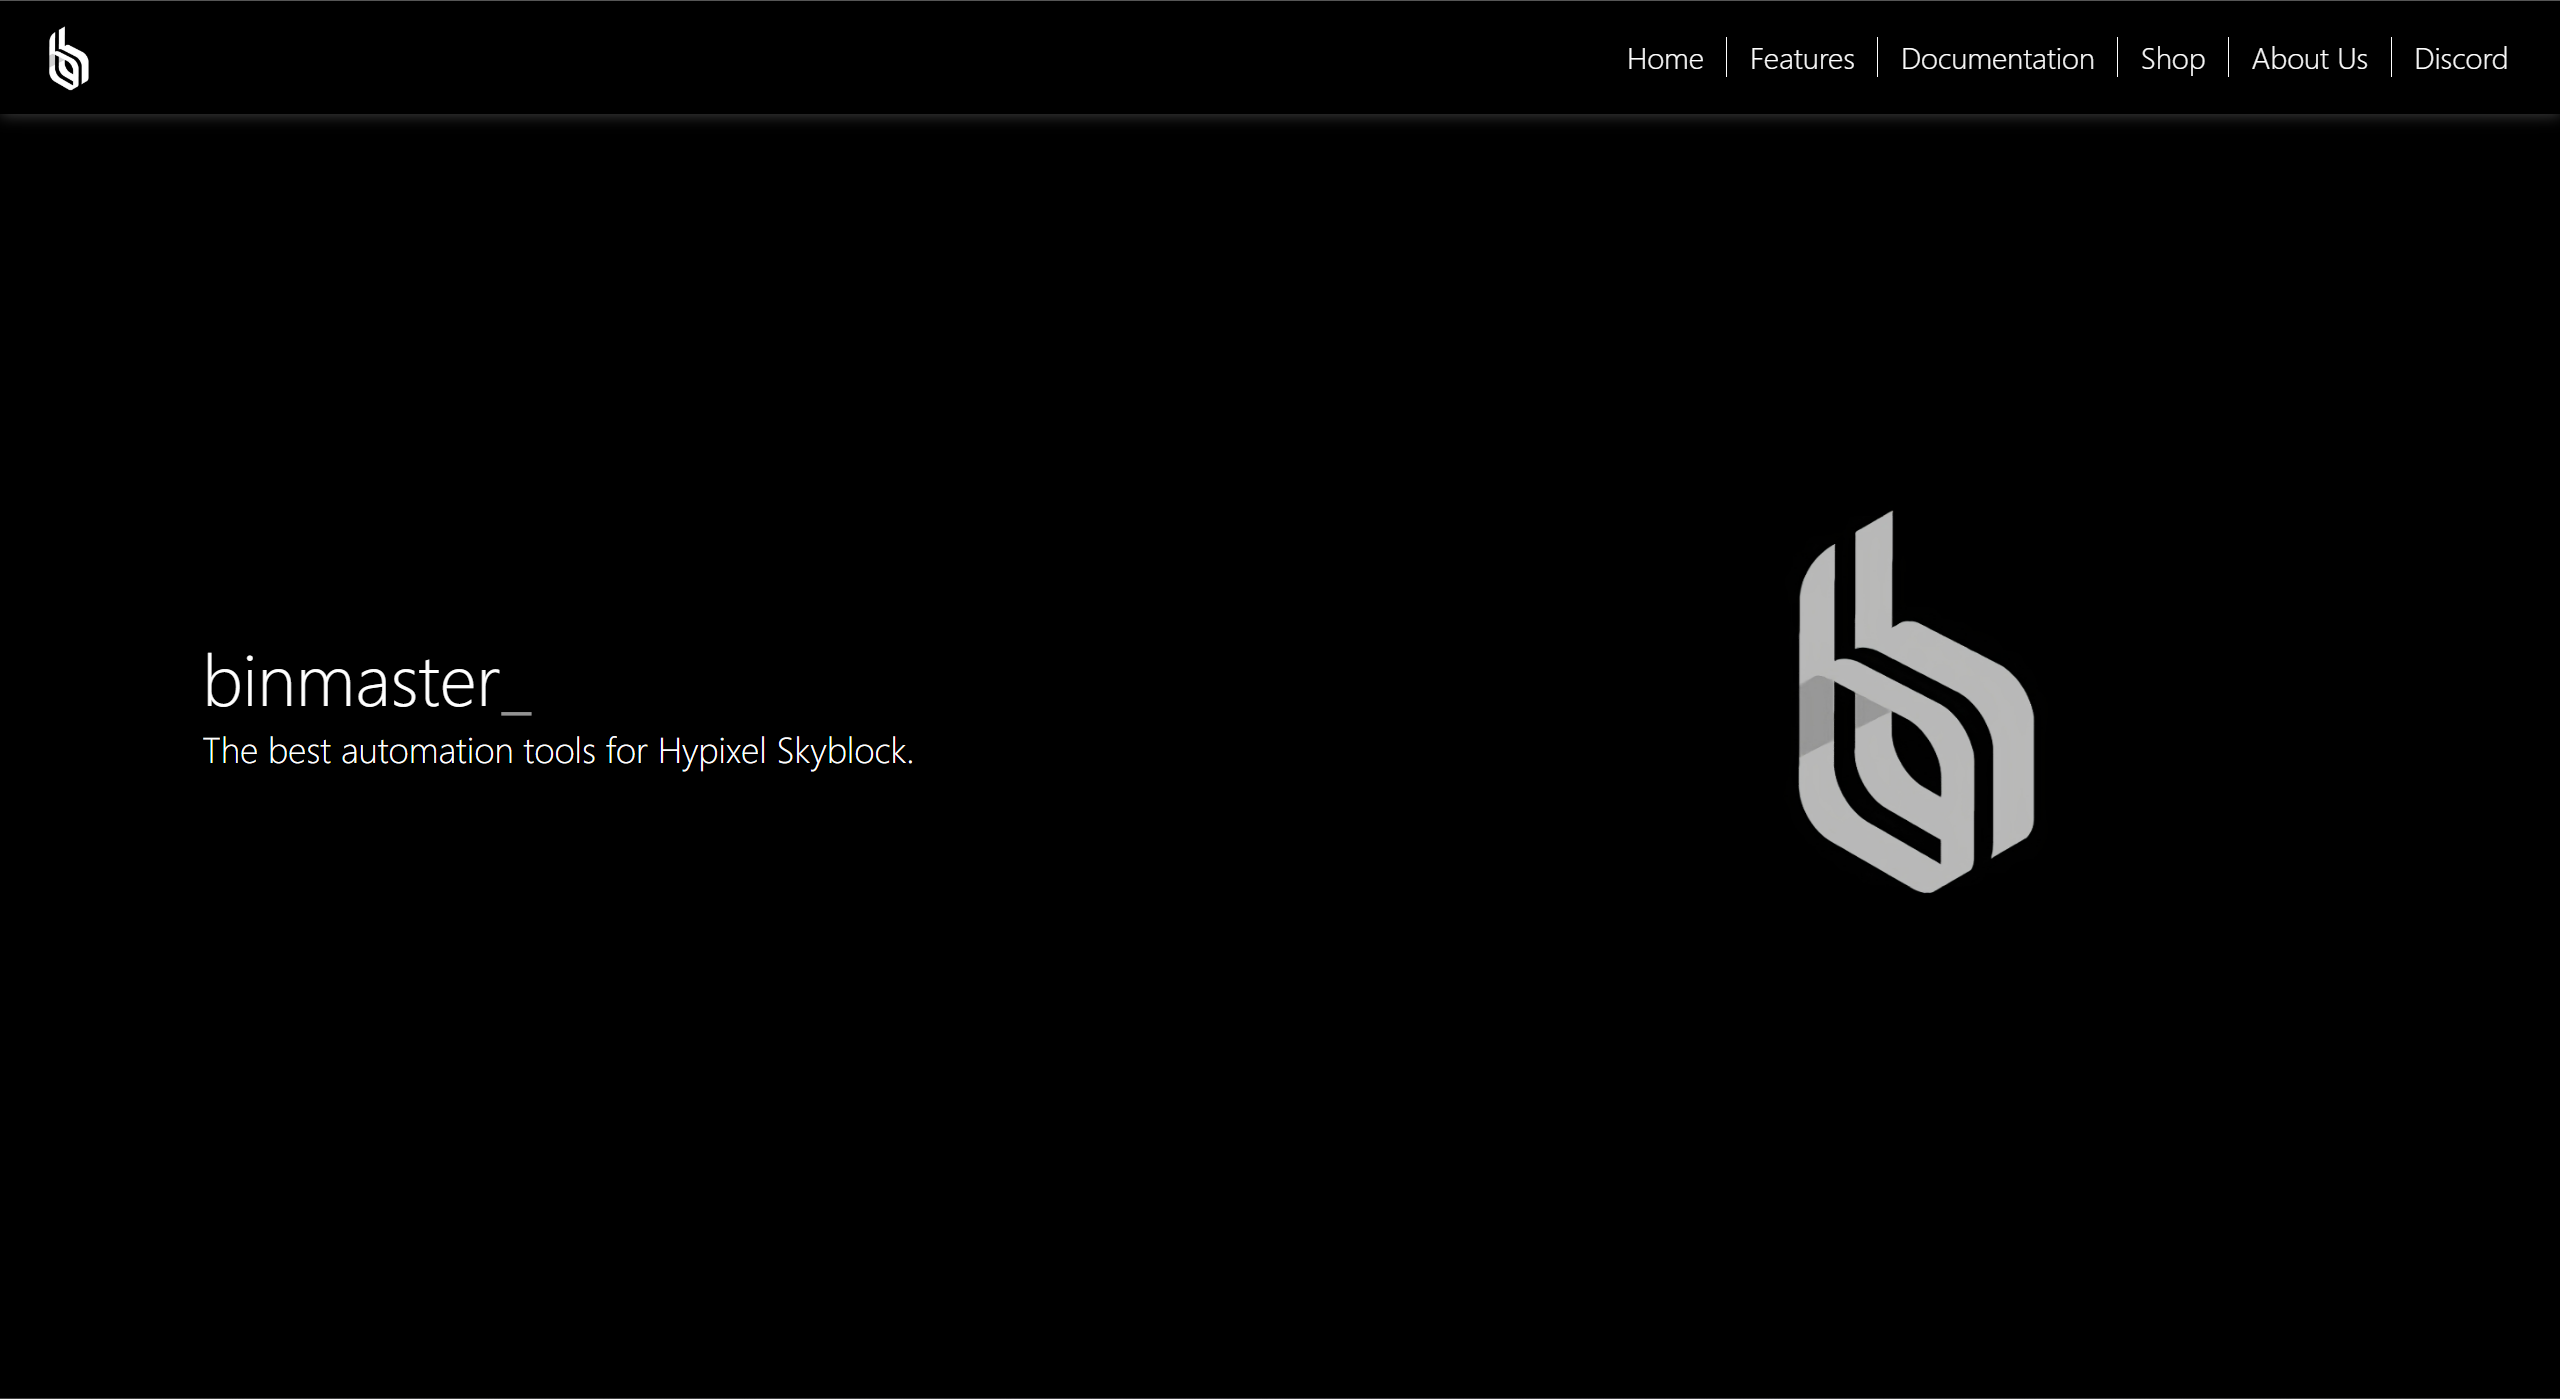 Home
Features
Documentation
Shop
About Us
Discord
binmaster_
The best automation tools for Hypixel Skyblock.